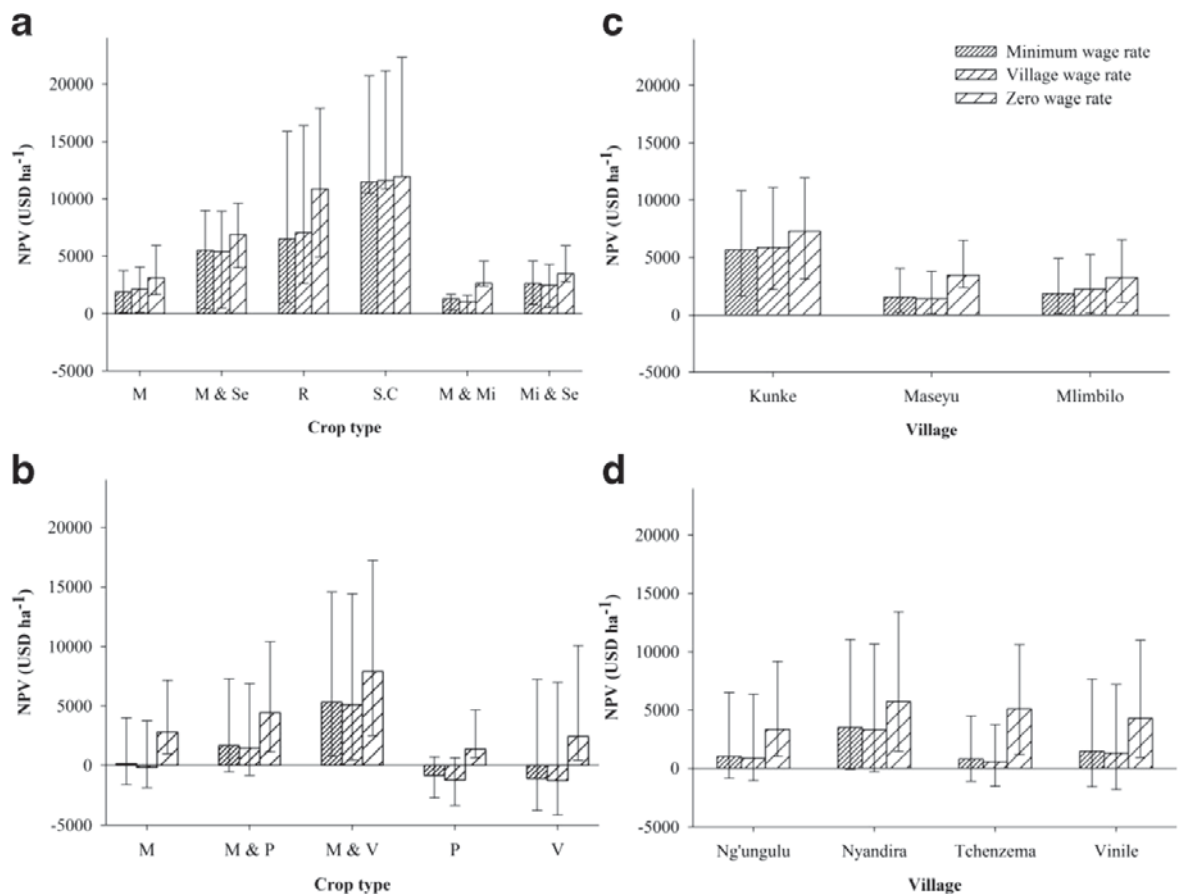 a
20000
15000
10000
5000
0
-5000
NPV (USD ha-1)
M M & Se R S.C M & Mi Mi & Se
Crop type
c
Minimum wage rate
Village wage rate
Zero wage rate
20000
15000
10000
5000
0
-5000
NPV (USD ha-1)
Kunke Maseyu Mlimbilo
Village
b
20000
15000
10000
5000
0
-5000
NPV (USD ha-1)
M M & P M & V P V
Crop type
d
20000
15000
10000
5000
0
-5000
NPV (USD ha-1)
Ng'ungulu Nyandira Tchenzema Vinile
Village